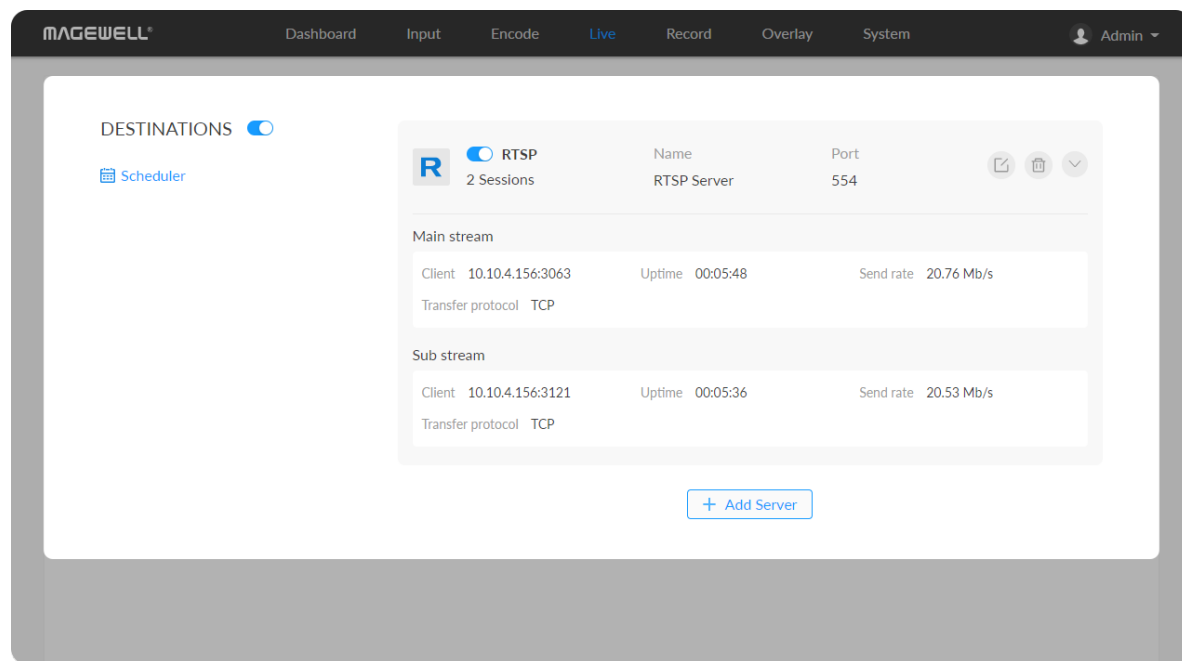 MAGEWELL® Dashboard Input Encode Live Record Overlay System Admin
DESTINATIONS
Scheduler
R RTSP Name Port
2 Sessions RTSP Server 554
Main stream
Client 10.10.4.156:3063 Uptime 00:05:48 Send rate 20.76 Mb/s
Transfer protocol TCP
Sub stream
Client 10.10.4.156:3121 Uptime 00:05:36 Send rate 20.53 Mb/s
Transfer protocol TCP
+ Add Server